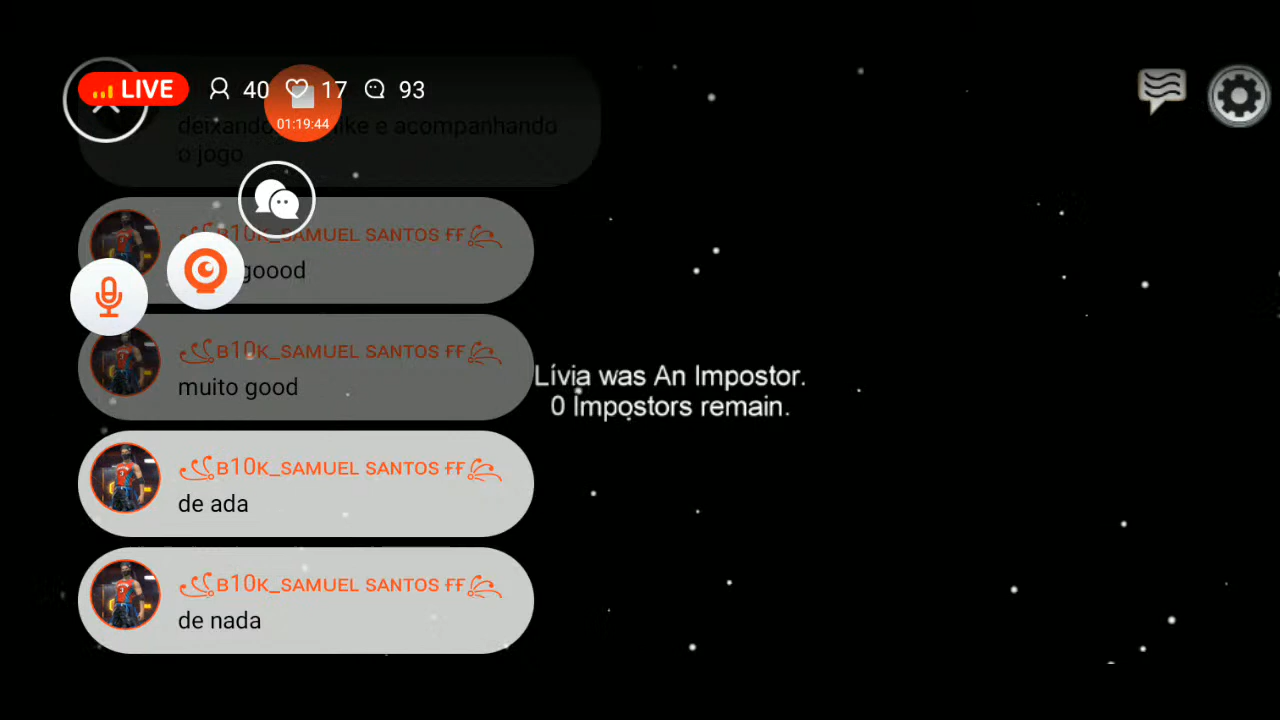 LIVE 40 17 93
01:19:44
deixando like e acompanhando
o jogo
B10K_SAMUEL SANTOS FF
goood
B10K_SAMUEL SANTOS FF
muito good
B10K_SAMUEL SANTOS FF
de ada
B10K_SAMUEL SANTOS FF
de nada
Lívia was An Impostor.
0 Impostors remain.